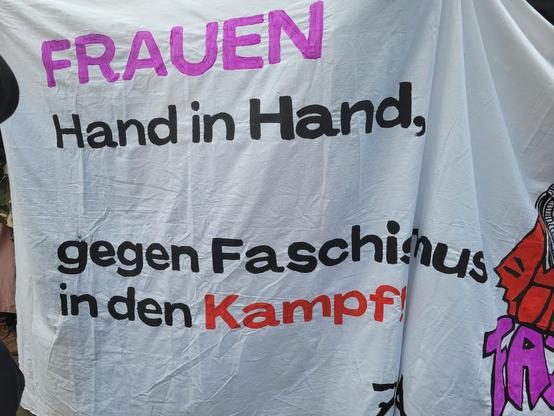 FRAUEN
Hand in Hand,
gegen Faschismus
in den Kampf!